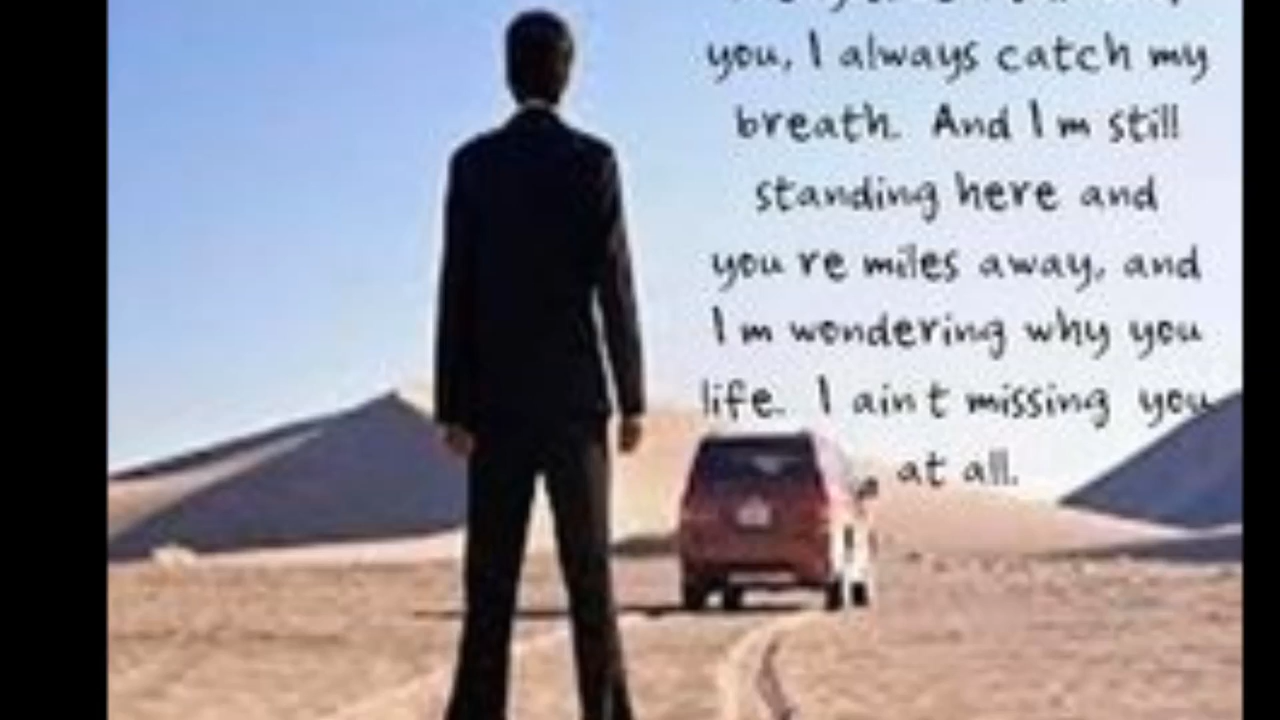 you, I always catch my
breath. And I m still
standing here and
you re miles away, and
I m wondering why you
life. I ain t missing you
at all.